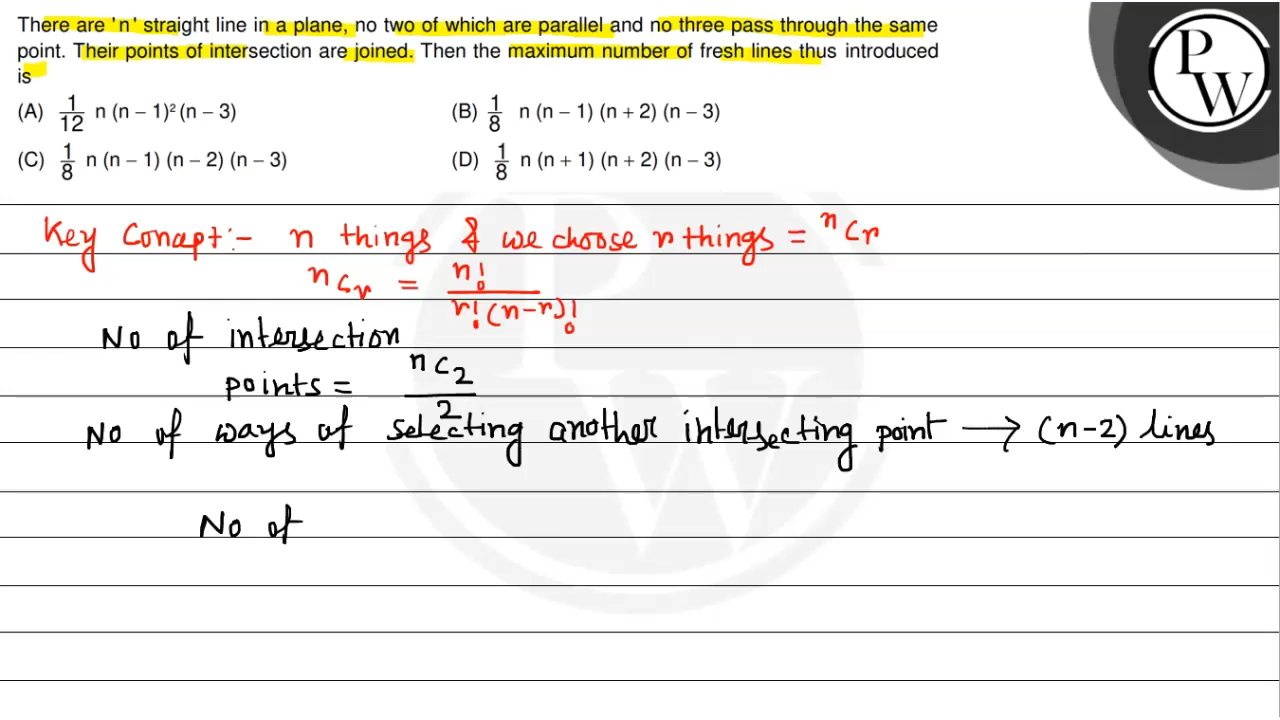 There are 'n' straight line in a plane, no two of which are parallel and no three pass through the same
point. Their points of intersection are joined. Then the maximum number of fresh lines thus introduced
is
(A) 1/12 n (n – 1)² (n – 3) (B) 1/8 n (n – 1) (n + 2) (n – 3)
(C) 1/8 n (n – 1) (n – 2) (n – 3) (D) 1/8 n (n + 1) (n + 2) (n – 3)
PW
Key Conapt:- n things & we choose r things = ⁿCr
ⁿCr = n!/r!(n-r)!
No of intersection
points = ⁿC₂/2
No of ways of selecting another intersecting point → (n-2) lines
No of